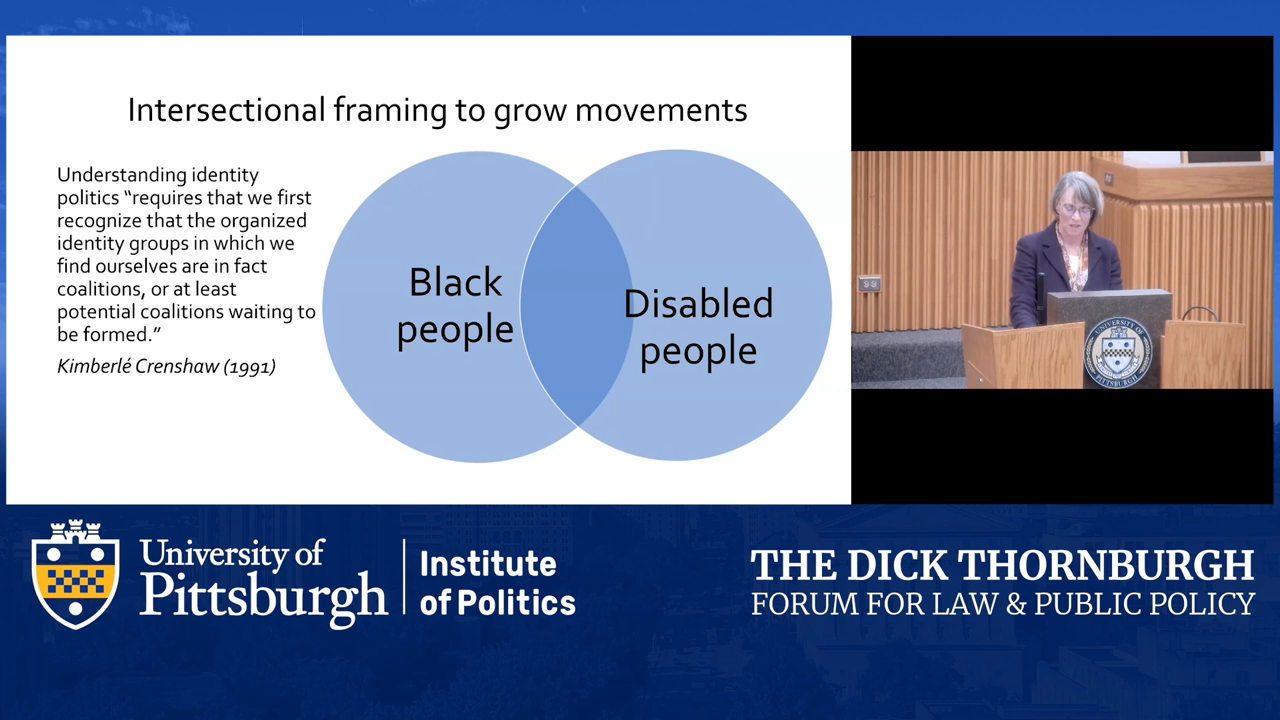 Intersectional framing to grow movements
Understanding identity
politics “requires that we first
recognize that the organized
identity groups in which we
find ourselves are in fact
coalitions, or at least
potential coalitions waiting to
be formed.”
Kimberlé Crenshaw (1991)
Black
people
Disabled
people
UNIVERSITY OF
PITTSBURGH
University of
Pittsburgh
Institute
of Politics
THE DICK THORNBURGH
FORUM FOR LAW & PUBLIC POLICY